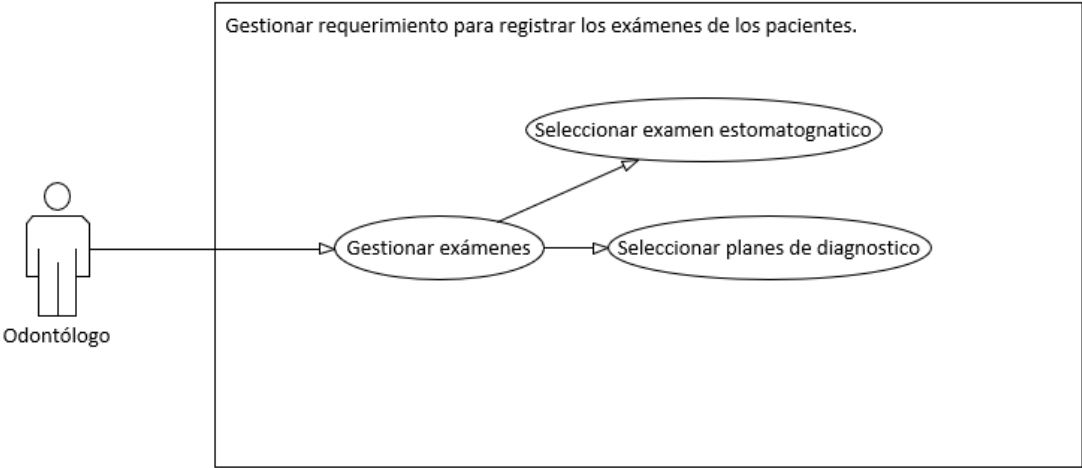 Gestionar requerimiento para registrar los exámenes de los pacientes.
Seleccionar examen estomatognatico
Gestionar exámenes
Seleccionar planes de diagnostico
Odontólogo